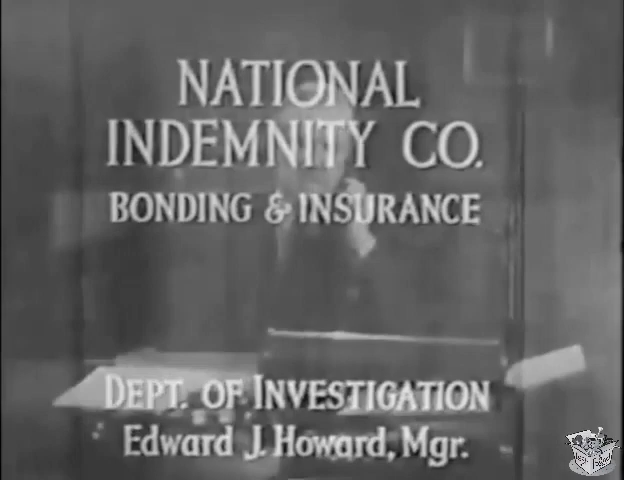 NATIONAL
INDEMNITY CO.
BONDING & INSURANCE
DEPT. OF INVESTIGATION
Edward J. Howard, Mgr.